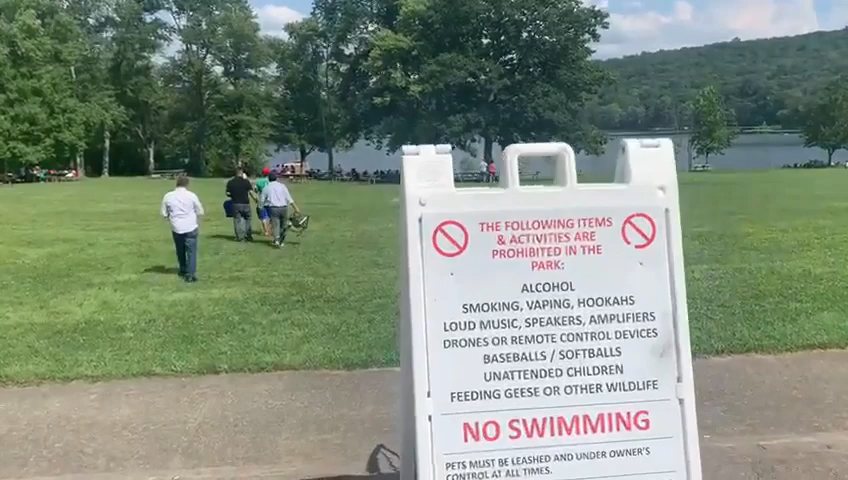 THE FOLLOWING ITEMS
& ACTIVITIES ARE
PROHIBITED IN THE
PARK:
ALCOHOL
SMOKING, VAPING, HOOKAHS
LOUD MUSIC, SPEAKERS, AMPLIFIERS
DRONES OR REMOTE CONTROL DEVICES
BASEBALLS / SOFTBALLS
UNATTENDED CHILDREN
FEEDING GEESE OR OTHER WILDLIFE
NO SWIMMING
PETS MUST BE LEASHED AND UNDER OWNER'S
CONTROL AT ALL TIMES.